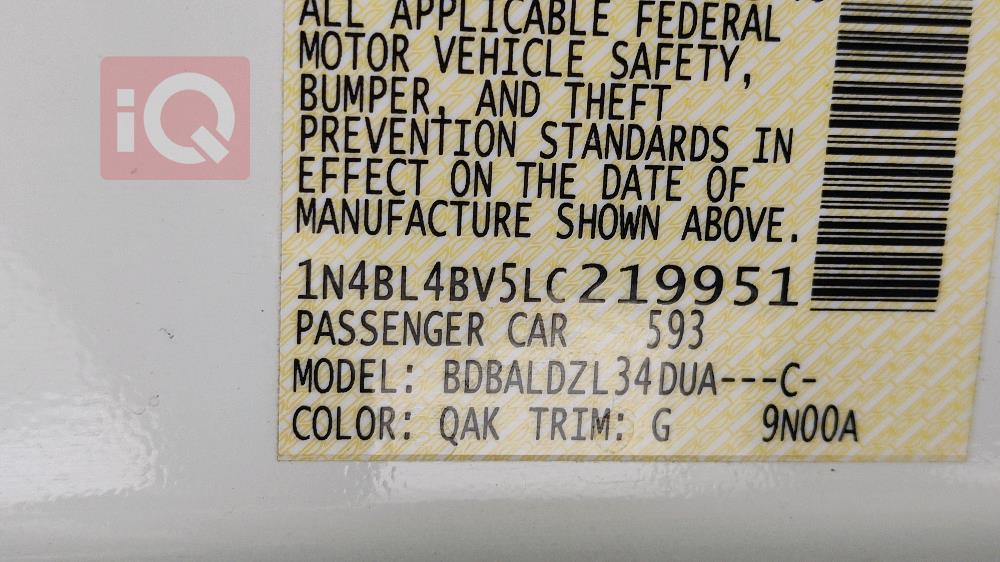 ALL APPLICABLE FEDERAL
MOTOR VEHICLE SAFETY,
BUMPER, AND THEFT
PREVENTION STANDARDS IN
EFFECT ON THE DATE OF
MANUFACTURE SHOWN ABOVE.
1N4BL4BV5LC219951
PASSENGER CAR 593
MODEL: BDBALDZL34DUA---C-
COLOR: QAK TRIM: G 9N00A
iQ